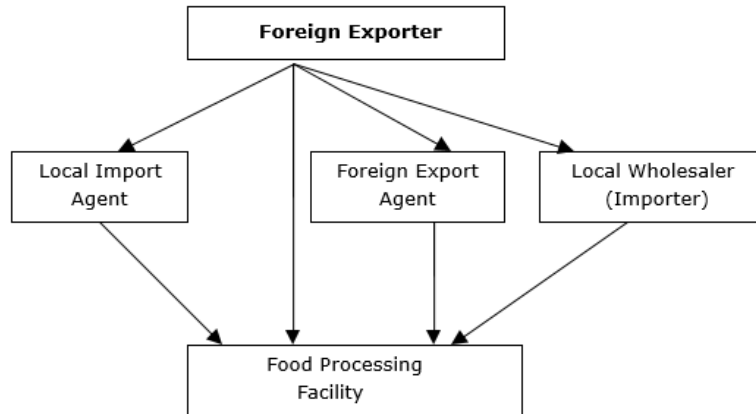 Foreign Exporter
Local Import
Agent
Foreign Export
Agent
Local Wholesaler
(Importer)
Food Processing
Facility